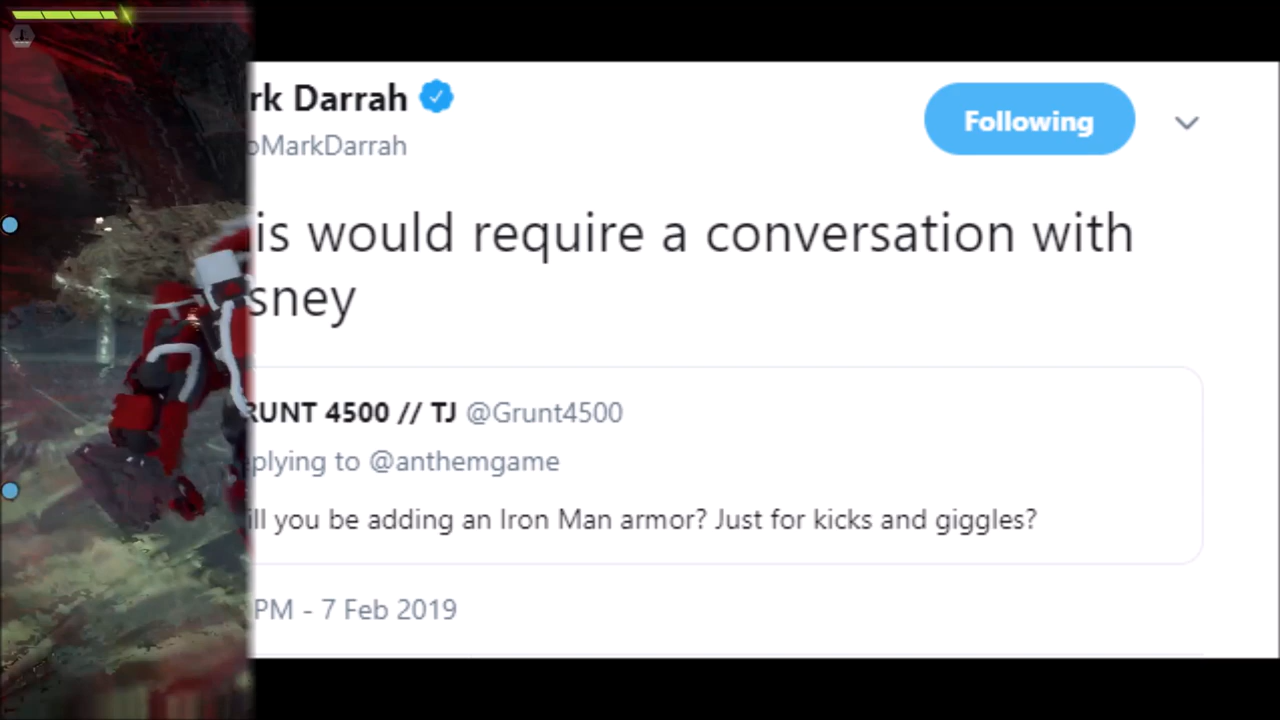 rk Darrah
Following
oMarkDarrah
is would require a conversation with
sney
RUNT 4500 // TJ @Grunt4500
plying to @anthemgame
ill you be adding an Iron Man armor? Just for kicks and giggles?
PM - 7 Feb 2019